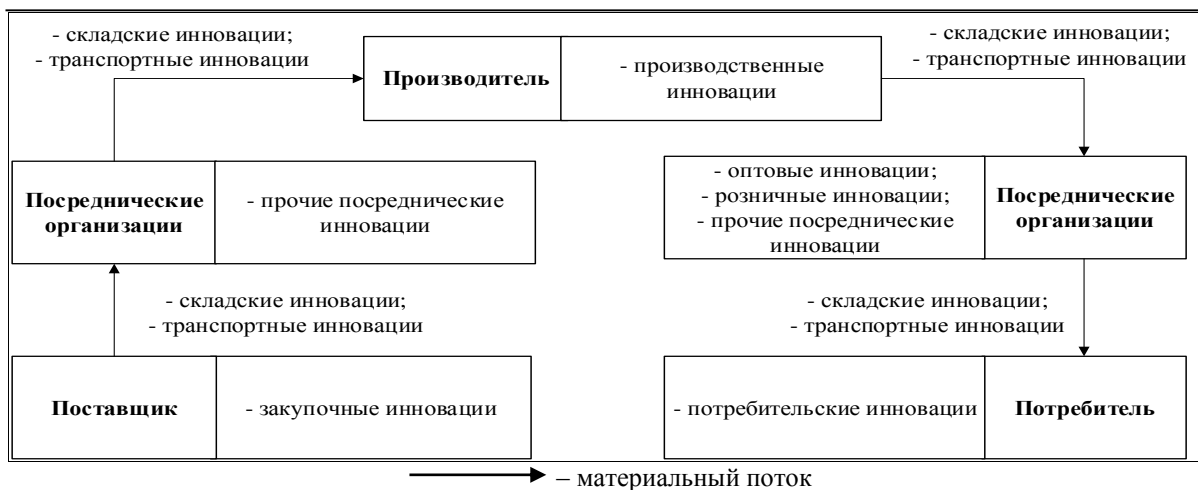 - складские инновации;
- транспортные инновации
Производитель
- производственные
инновации
- складские инновации;
- транспортные инновации
Посреднические
организации
- прочие посреднические
инновации
- оптовые инновации;
- розничные инновации;
- прочие посреднические
инновации
Посреднические
организации
- складские инновации;
- транспортные инновации
- складские инновации;
- транспортные инновации
Поставщик
- закупочные инновации
- потребительские инновации
Потребитель
– материальный поток